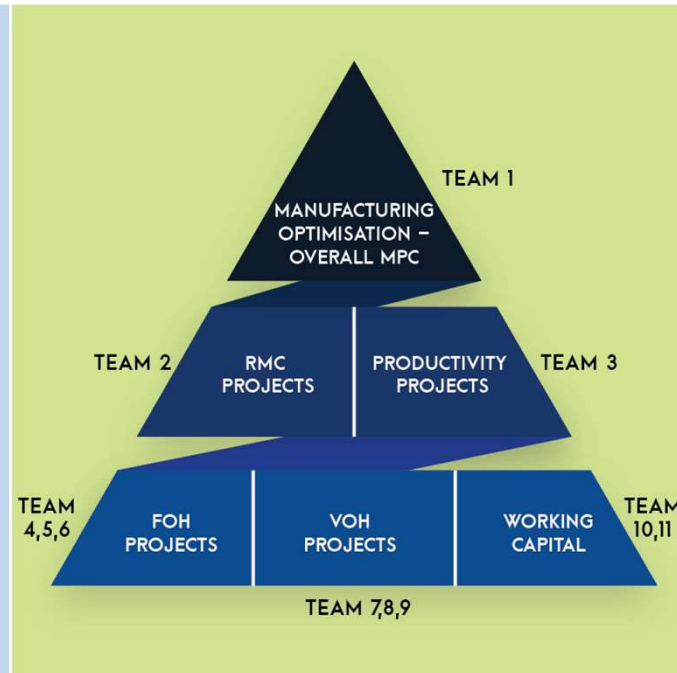 TEAM 1
MANUFACTURING
OPTIMISATION –
OVERALL MPC
TEAM 2
RMC
PROJECTS
PRODUCTIVITY
PROJECTS
TEAM 3
TEAM
4,5,6
FOH
PROJECTS
VOH
PROJECTS
WORKING
CAPITAL
TEAM
10,11
TEAM 7,8,9